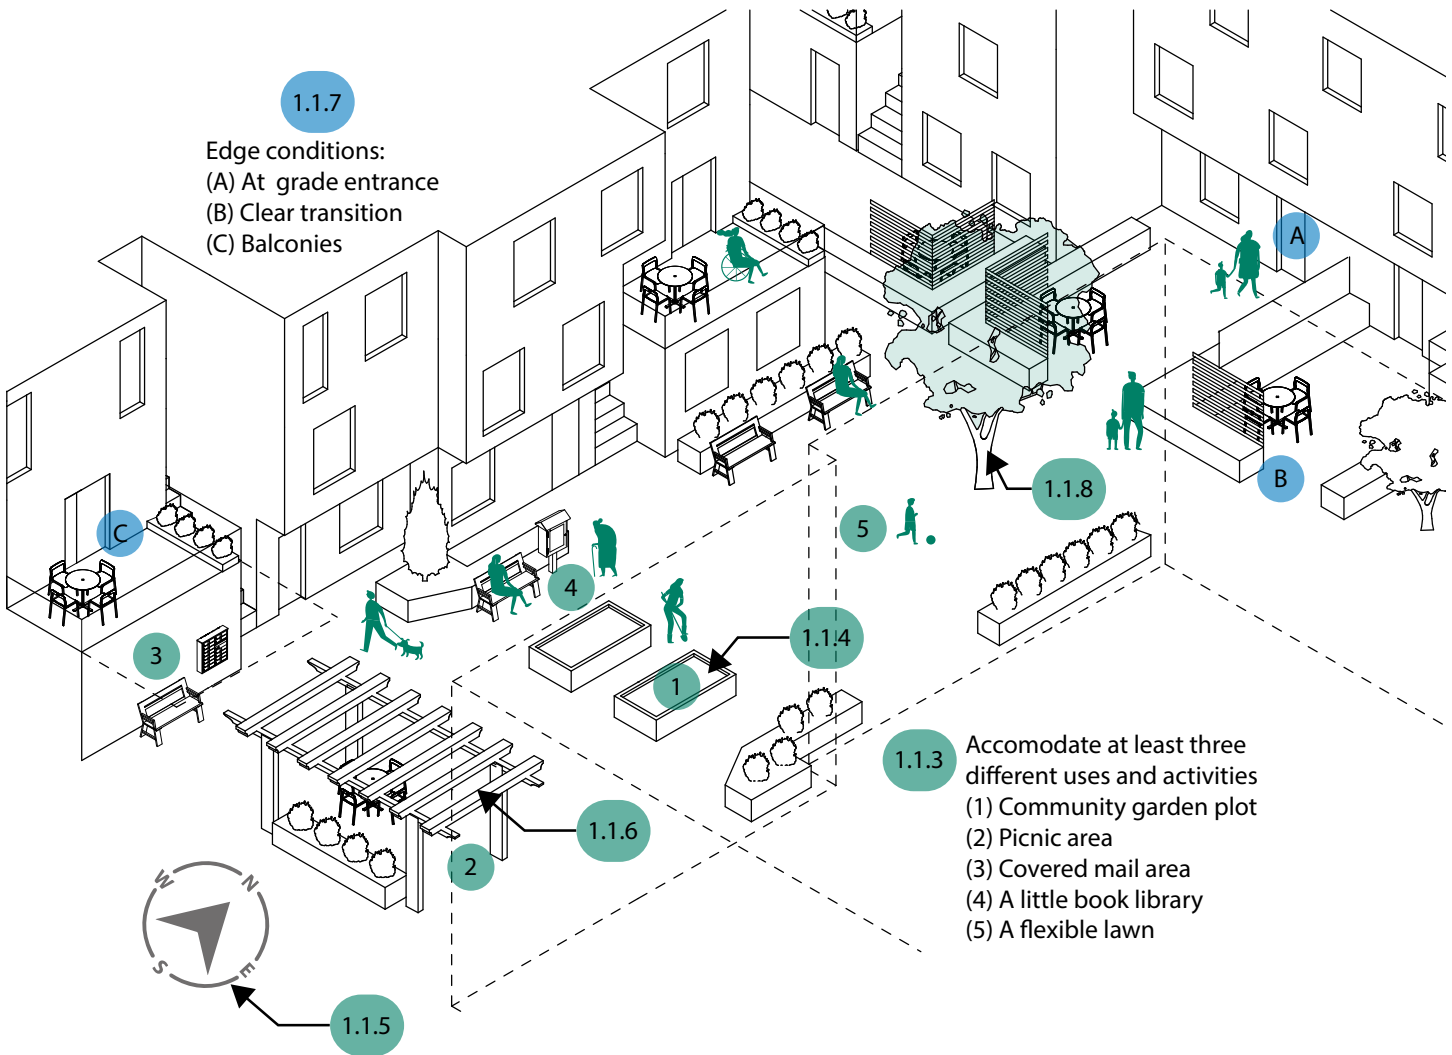 1.1.7
Edge conditions:
(A) At grade entrance
(B) Clear transition
(C) Balconies
A
B
1.1.8
5
C
4
3
1.1.4
1
1.1.3
Accomodate at least three
different uses and activities
(1) Community garden plot
(2) Picnic area
(3) Covered mail area
(4) A little book library
(5) A flexible lawn
1.1.6
2
W
N
S
E
1.1.5